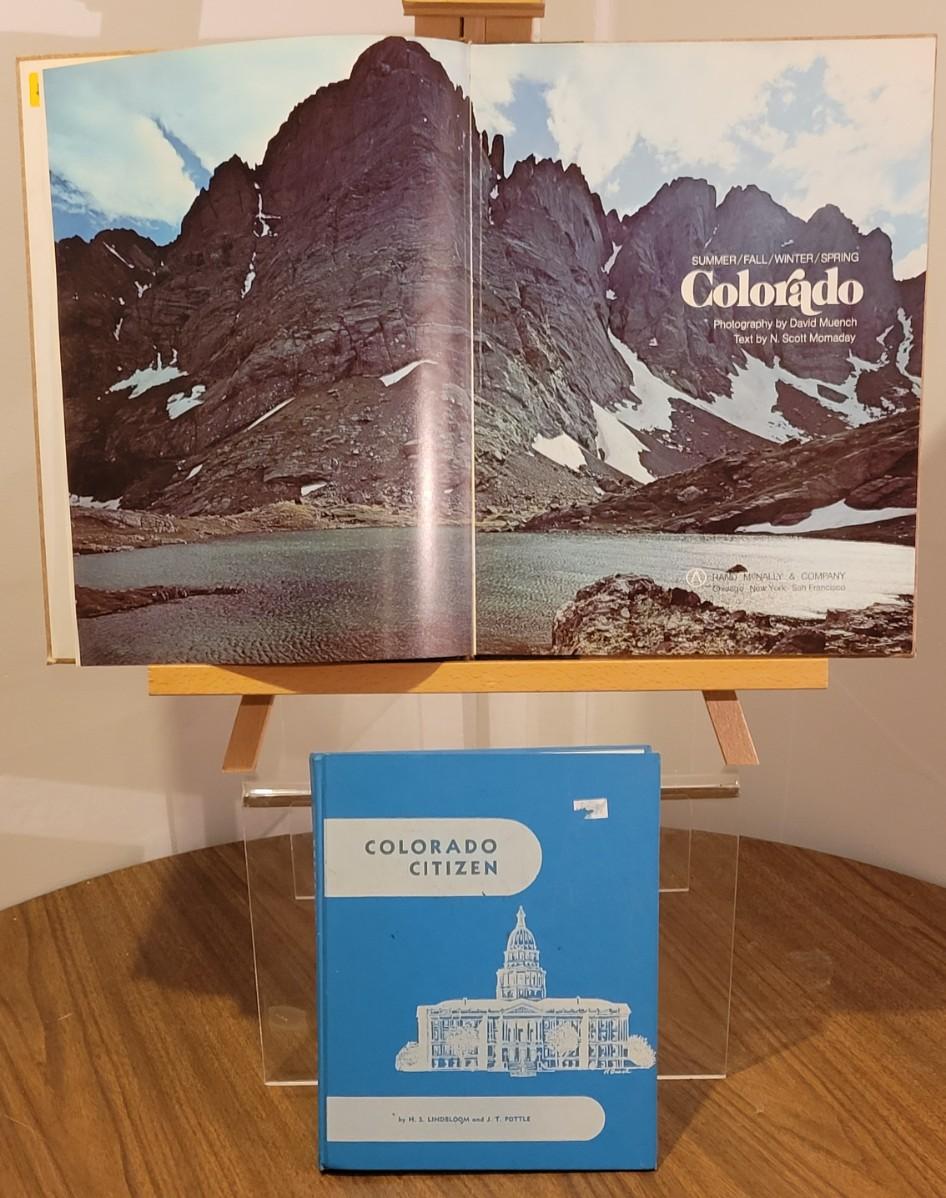 SUMMER/FALL/WINTER/SPRING
Colorado
Photography by David Muench
Text by N. Scott Momaday
RAND MCNALLY & COMPANY
Chicago · New York · San Francisco
COLORADO
CITIZEN
by H. S. LINDBLOOM and J. T. POTTLE